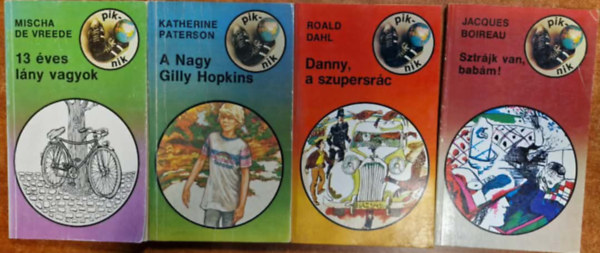 MISCHA
DE VREEDE
pik-
nik
13 éves
lány vagyok
KATHERINE
PATERSON
pik-
nik
A Nagy
Gilly Hopkins
ROALD
DAHL
pik-
nik
Danny,
a szupersrác
JACQUES
BOIREAU
pik-
nik
Sztrájk van,
babám!